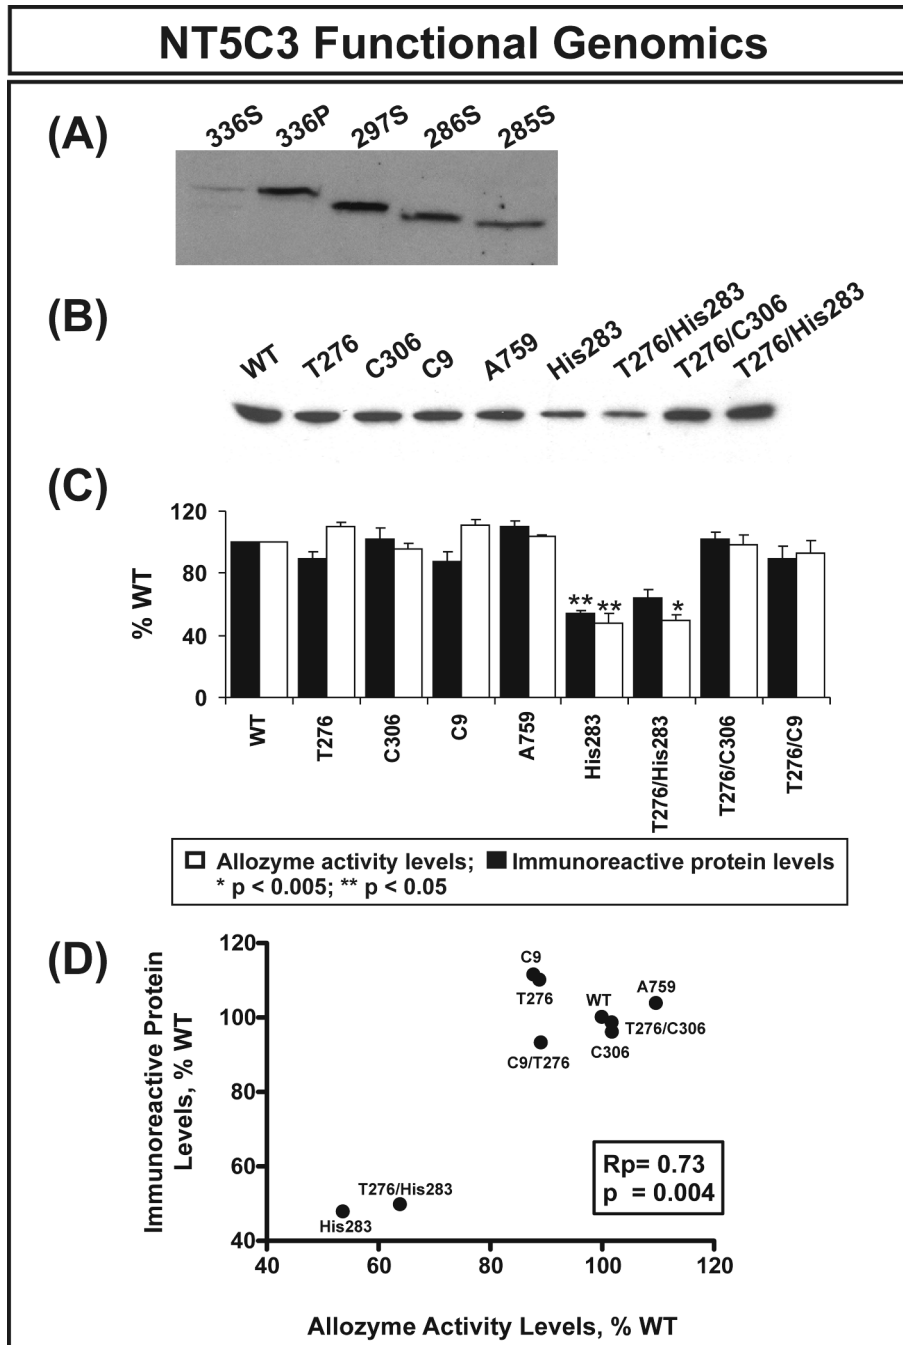 NT5C3 Functional Genomics
(A)
336S 336P 297S 286S 285S
(B)
WT T276 C306 C9 A759 His283 T276/His283 T276/C306 T276/His283
(C)
% WT
120
80
40
0
** ** *
WT T276 C306 C9 A759 His283 T276/His283 T276/C306 T276/C9
Allozyme activity levels; Immunoreactive protein levels
* p < 0.005; ** p < 0.05
(D)
Immunoreactive Protein
Levels, % WT
120
100
80
60
40
C9
T276
WT
A759
T276/C306
C306
C9/T276
T276/His283
His283
Rp= 0.73
p = 0.004
40 60 80 100 120
Allozyme Activity Levels, % WT